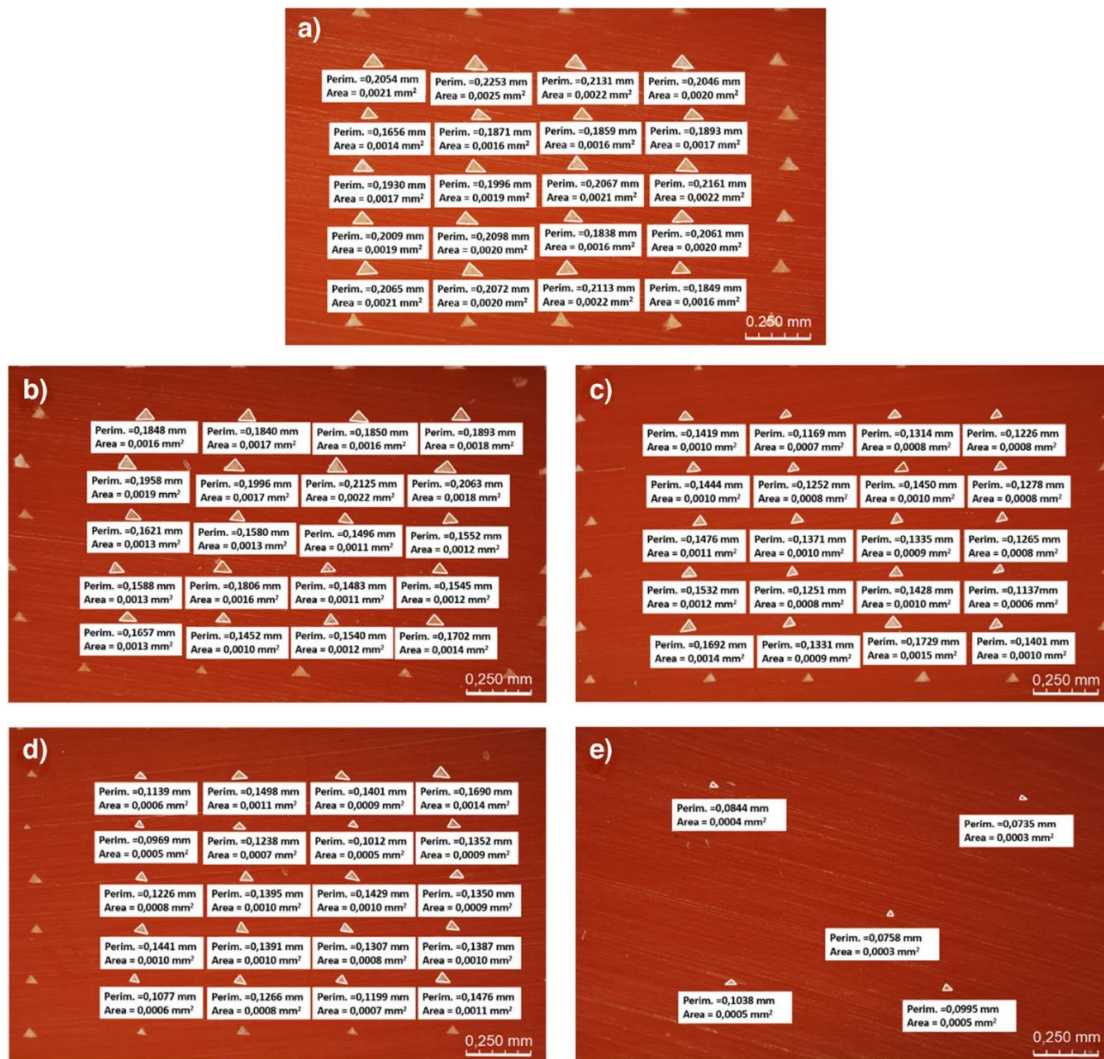 a)
Perim. =0,2054 mm
Area = 0,0021 mm²
Perim. =0,2253 mm
Area = 0,0025 mm²
Perim. =0,2131 mm
Area = 0,0022 mm²
Perim. =0,2046 mm
Area = 0,0020 mm²
Perim. =0,1656 mm
Area = 0,0014 mm²
Perim. =0,1871 mm
Area = 0,0016 mm²
Perim. =0,1859 mm
Area = 0,0016 mm²
Perim. =0,1893 mm
Area = 0,0017 mm²
Perim. =0,1930 mm
Area = 0,0017 mm²
Perim. =0,1996 mm
Area = 0,0019 mm²
Perim. =0,2067 mm
Area = 0,0021 mm²
Perim. =0,2161 mm
Area = 0,0022 mm²
Perim. =0,2009 mm
Area = 0,0019 mm²
Perim. =0,2098 mm
Area = 0,0020 mm²
Perim. =0,1838 mm
Area = 0,0016 mm²
Perim. =0,2061 mm
Area = 0,0020 mm²
Perim. =0,2065 mm
Area = 0,0021 mm²
Perim. =0,2072 mm
Area = 0,0020 mm²
Perim. =0,2113 mm
Area = 0,0022 mm²
Perim. =0,1849 mm
Area = 0,0016 mm²
0.250 mm
b)
Perim. =0,1848 mm
Area = 0,0016 mm²
Perim. =0,1840 mm
Area = 0,0017 mm²
Perim. =0,1850 mm
Area = 0,0016 mm²
Perim. =0,1893 mm
Area = 0,0018 mm²
Perim. =0,1958 mm
Area = 0,0019 mm²
Perim. =0,1996 mm
Area = 0,0017 mm²
Perim. =0,2125 mm
Area = 0,0022 mm²
Perim. =0,2063 mm
Area = 0,0018 mm²
Perim. =0,1621 mm
Area = 0,0013 mm²
Perim. =0,1580 mm
Area = 0,0013 mm²
Perim. =0,1496 mm
Area = 0,0011 mm²
Perim. =0,1552 mm
Area = 0,0012 mm²
Perim. =0,1588 mm
Area = 0,0013 mm²
Perim. =0,1806 mm
Area = 0,0016 mm²
Perim. =0,1483 mm
Area = 0,0011 mm²
Perim. =0,1545 mm
Area = 0,0012 mm²
Perim. =0,1657 mm
Area = 0,0013 mm²
Perim. =0,1452 mm
Area = 0,0010 mm²
Perim. =0,1540 mm
Area = 0,0012 mm²
Perim. =0,1702 mm
Area = 0,0014 mm²
0,250 mm
c)
Perim. =0,1419 mm
Area = 0,0010 mm²
Perim. =0,1169 mm
Area = 0,0007 mm²
Perim. =0,1314 mm
Area = 0,0008 mm²
Perim. =0,1226 mm
Area = 0,0008 mm²
Perim. =0,1444 mm
Area = 0,0010 mm²
Perim. =0,1252 mm
Area = 0,0008 mm²
Perim. =0,1450 mm
Area = 0,0010 mm²
Perim. =0,1278 mm
Area = 0,0008 mm²
Perim. =0,1476 mm
Area = 0,0011 mm²
Perim. =0,1371 mm
Area = 0,0010 mm²
Perim. =0,1335 mm
Area = 0,0009 mm²
Perim. =0,1265 mm
Area = 0,0008 mm²
Perim. =0,1532 mm
Area = 0,0012 mm²
Perim. =0,1251 mm
Area = 0,0008 mm²
Perim. =0,1428 mm
Area = 0,0010 mm²
Perim. =0,1137mm
Area = 0,0006 mm²
Perim. =0,1692 mm
Area = 0,0014 mm²
Perim. =0,1331 mm
Area = 0,0009 mm²
Perim. =0,1729 mm
Area = 0,0015 mm²
Perim. =0,1401 mm
Area = 0,0010 mm²
0,250 mm
d)
Perim. =0,1139 mm
Area = 0,0006 mm²
Perim. =0,1498 mm
Area = 0,0011 mm²
Perim. =0,1401 mm
Area = 0,0009 mm²
Perim. =0,1690 mm
Area = 0,0014 mm²
Perim. =0,0969 mm
Area = 0,0005 mm²
Perim. =0,1238 mm
Area = 0,0007 mm²
Perim. =0,1012 mm
Area = 0,0005 mm²
Perim. =0,1352 mm
Area = 0,0009 mm²
Perim. =0,1226 mm
Area = 0,0008 mm²
Perim. =0,1395 mm
Area = 0,0010 mm²
Perim. =0,1429 mm
Area = 0,0010 mm²
Perim. =0,1350 mm
Area = 0,0009 mm²
Perim. =0,1441 mm
Area = 0,0010 mm²
Perim. =0,1391 mm
Area = 0,0010 mm²
Perim. =0,1307 mm
Area = 0,0008 mm²
Perim. =0,1387 mm
Area = 0,0010 mm²
Perim. =0,1077 mm
Area = 0,0006 mm²
Perim. =0,1266 mm
Area = 0,0008 mm²
Perim. =0,1199 mm
Area = 0,0007 mm²
Perim. =0,1476 mm
Area = 0,0011 mm²
0,250 mm
e)
Perim. =0,0844 mm
Area = 0,0004 mm²
Perim. =0,0735 mm
Area = 0,0003 mm²
Perim. =0,0758 mm
Area = 0,0003 mm²
Perim. =0,1038 mm
Area = 0,0005 mm²
Perim. =0,0995 mm
Area = 0,0005 mm²
0,250 mm